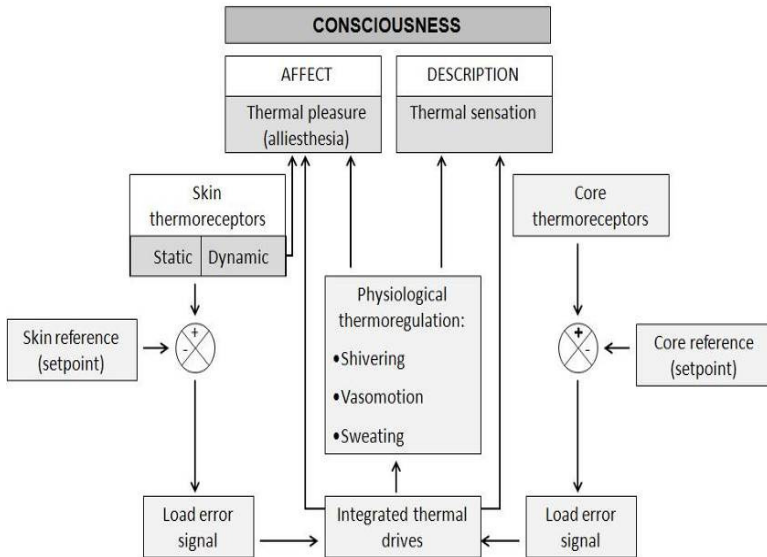 CONSCIOUSNESS
AFFECT
Thermal pleasure
(alliesthesia)
DESCRIPTION
Thermal sensation
Skin
thermoreceptors
Static
Dynamic
Core
thermoreceptors
Skin reference
(setpoint)
+
-
Physiological
thermoregulation:
•Shivering
•Vasomotion
•Sweating
+
-
Core reference
(setpoint)
Load error
signal
Integrated thermal
drives
Load error
signal